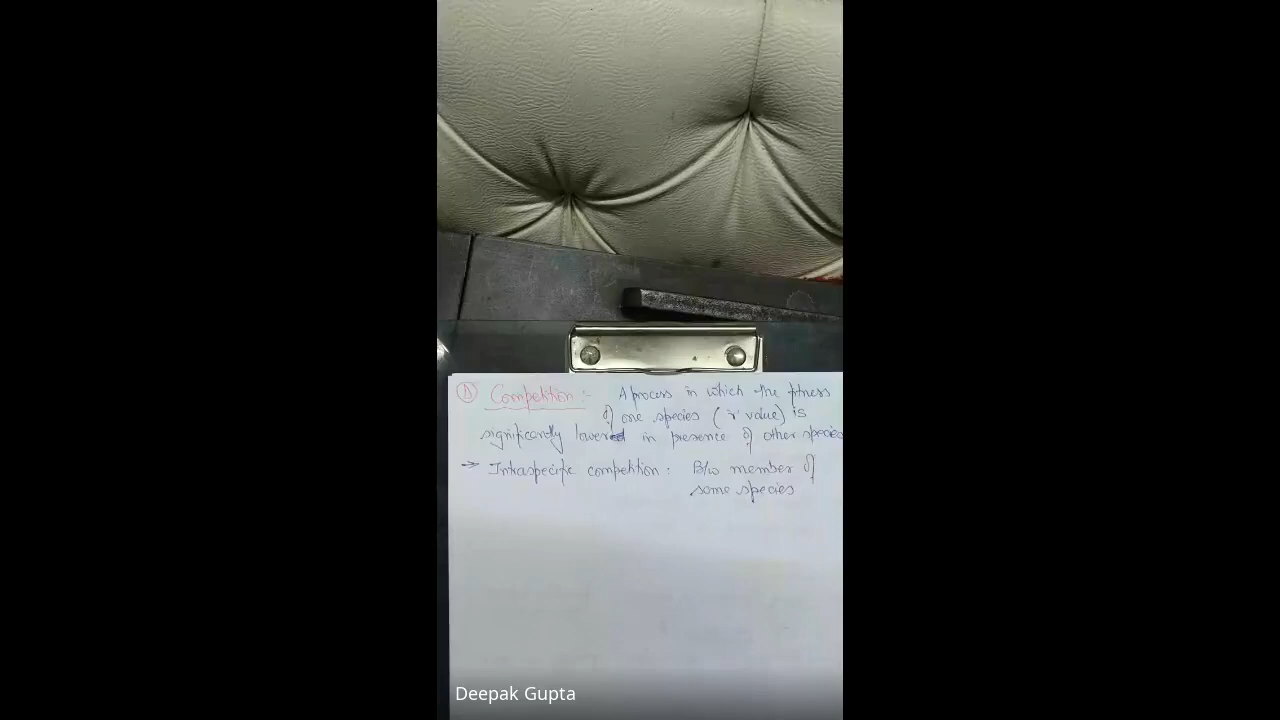 Ⓐ Competition :- A process in which the fitness
of one species ('r' value) is
significantly lowered in presence of other species
→ Intraspecific competition : B/w member of
same species
Deepak Gupta